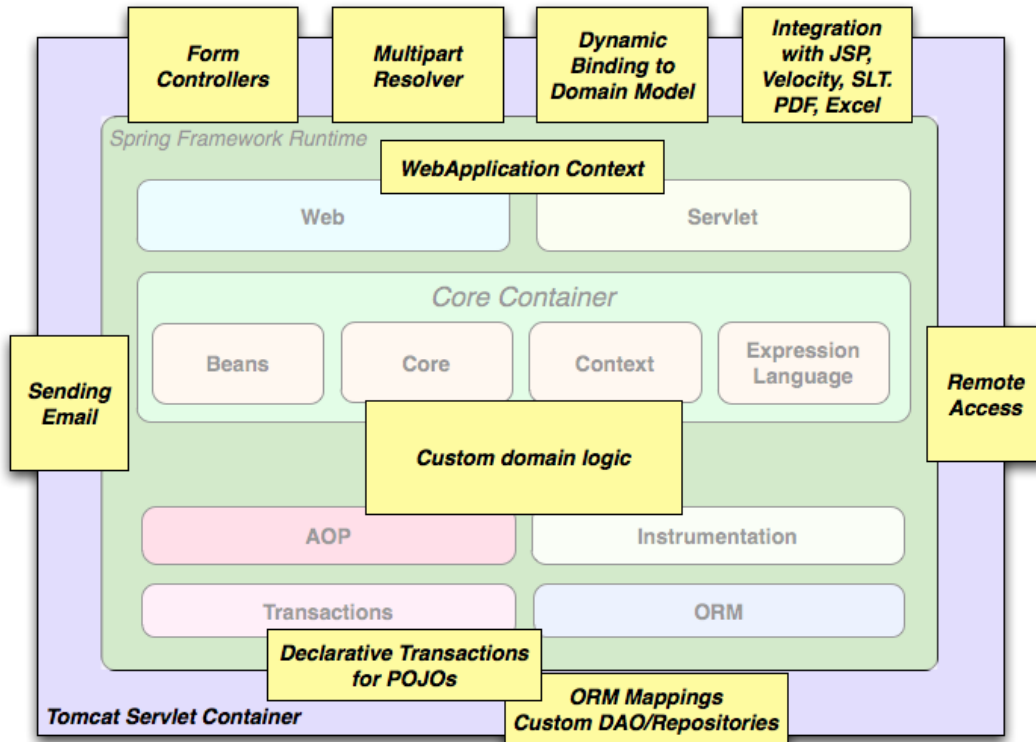 Form
Controllers
Multipart
Resolver
Dynamic
Binding to
Domain Model
Integration
with JSP,
Velocity, SLT.
PDF, Excel
Spring Framework Runtime
WebApplication Context
Web
Servlet
Core Container
Beans
Core
Context
Expression
Language
Sending
Email
Remote
Access
Custom domain logic
AOP
Instrumentation
Transactions
ORM
Declarative Transactions
for POJOs
ORM Mappings
Custom DAO/Repositories
Tomcat Servlet Container